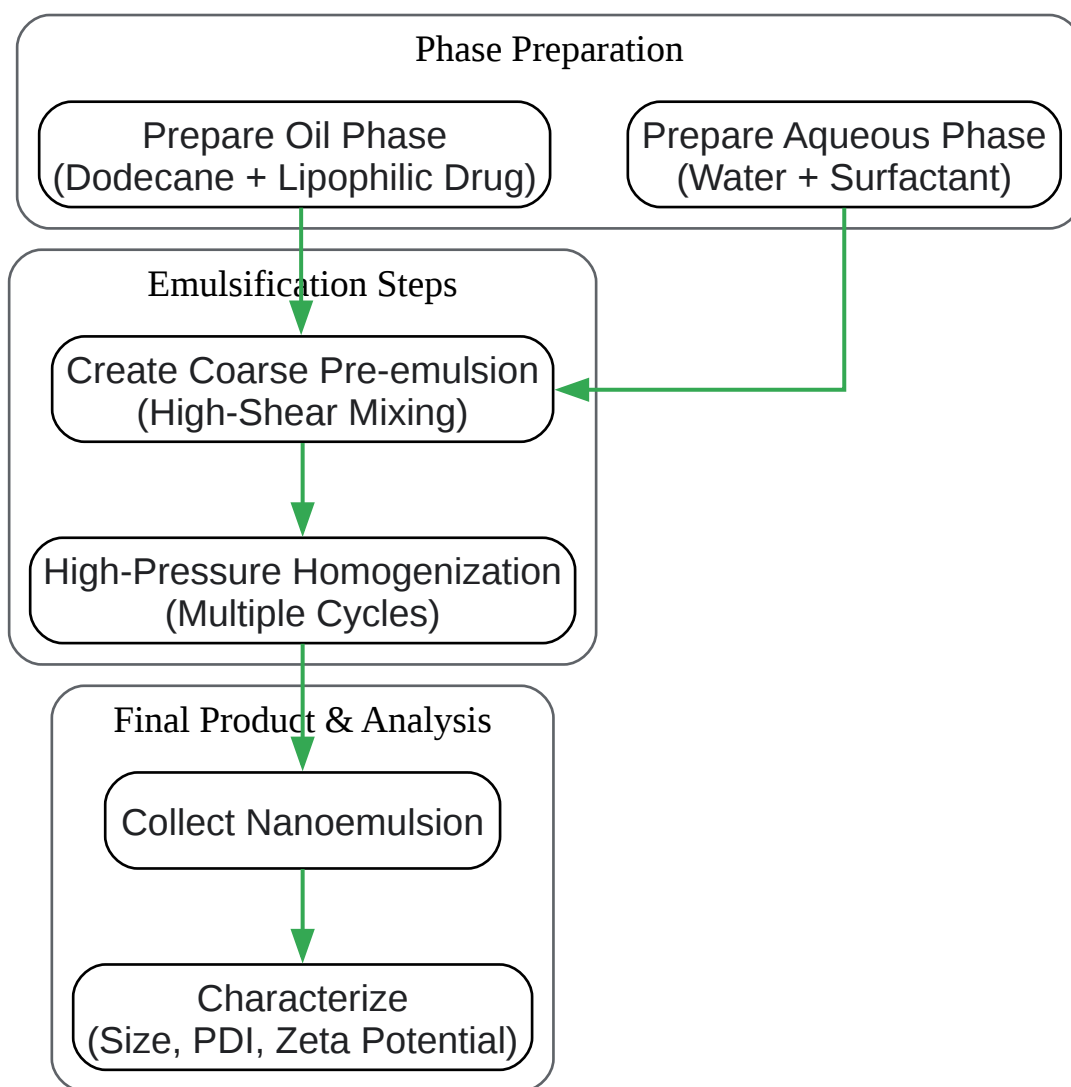 Phase Preparation
Prepare Oil Phase
(Dodecane + Lipophilic Drug)
Prepare Aqueous Phase
(Water + Surfactant)
Emulsification Steps
Create Coarse Pre-emulsion
(High-Shear Mixing)
High-Pressure Homogenization
(Multiple Cycles)
Final Product & Analysis
Collect Nanoemulsion
Characterize
(Size, PDI, Zeta Potential)